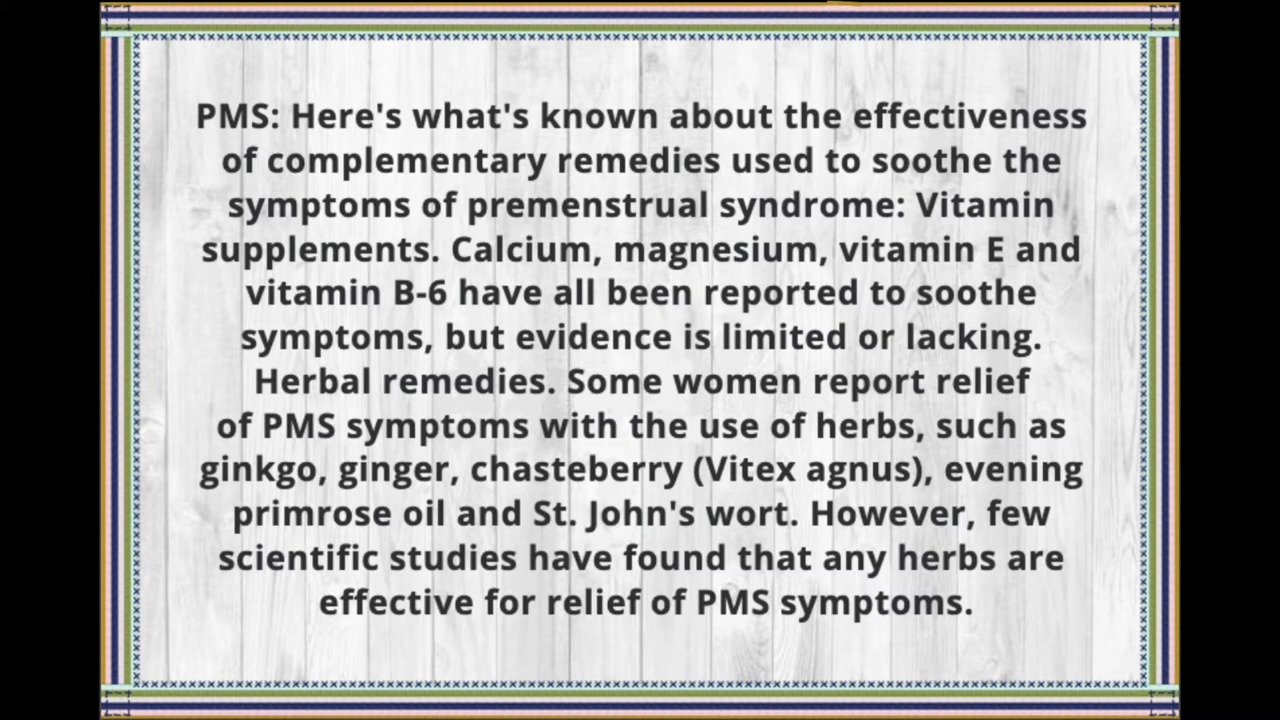 PMS: Here's what's known about the effectiveness
of complementary remedies used to soothe the
symptoms of premenstrual syndrome: Vitamin
supplements. Calcium, magnesium, vitamin E and
vitamin B-6 have all been reported to soothe
symptoms, but evidence is limited or lacking.
Herbal remedies. Some women report relief
of PMS symptoms with the use of herbs, such as
ginkgo, ginger, chasteberry (Vitex agnus), evening
primrose oil and St. John's wort. However, few
scientific studies have found that any herbs are
effective for relief of PMS symptoms.